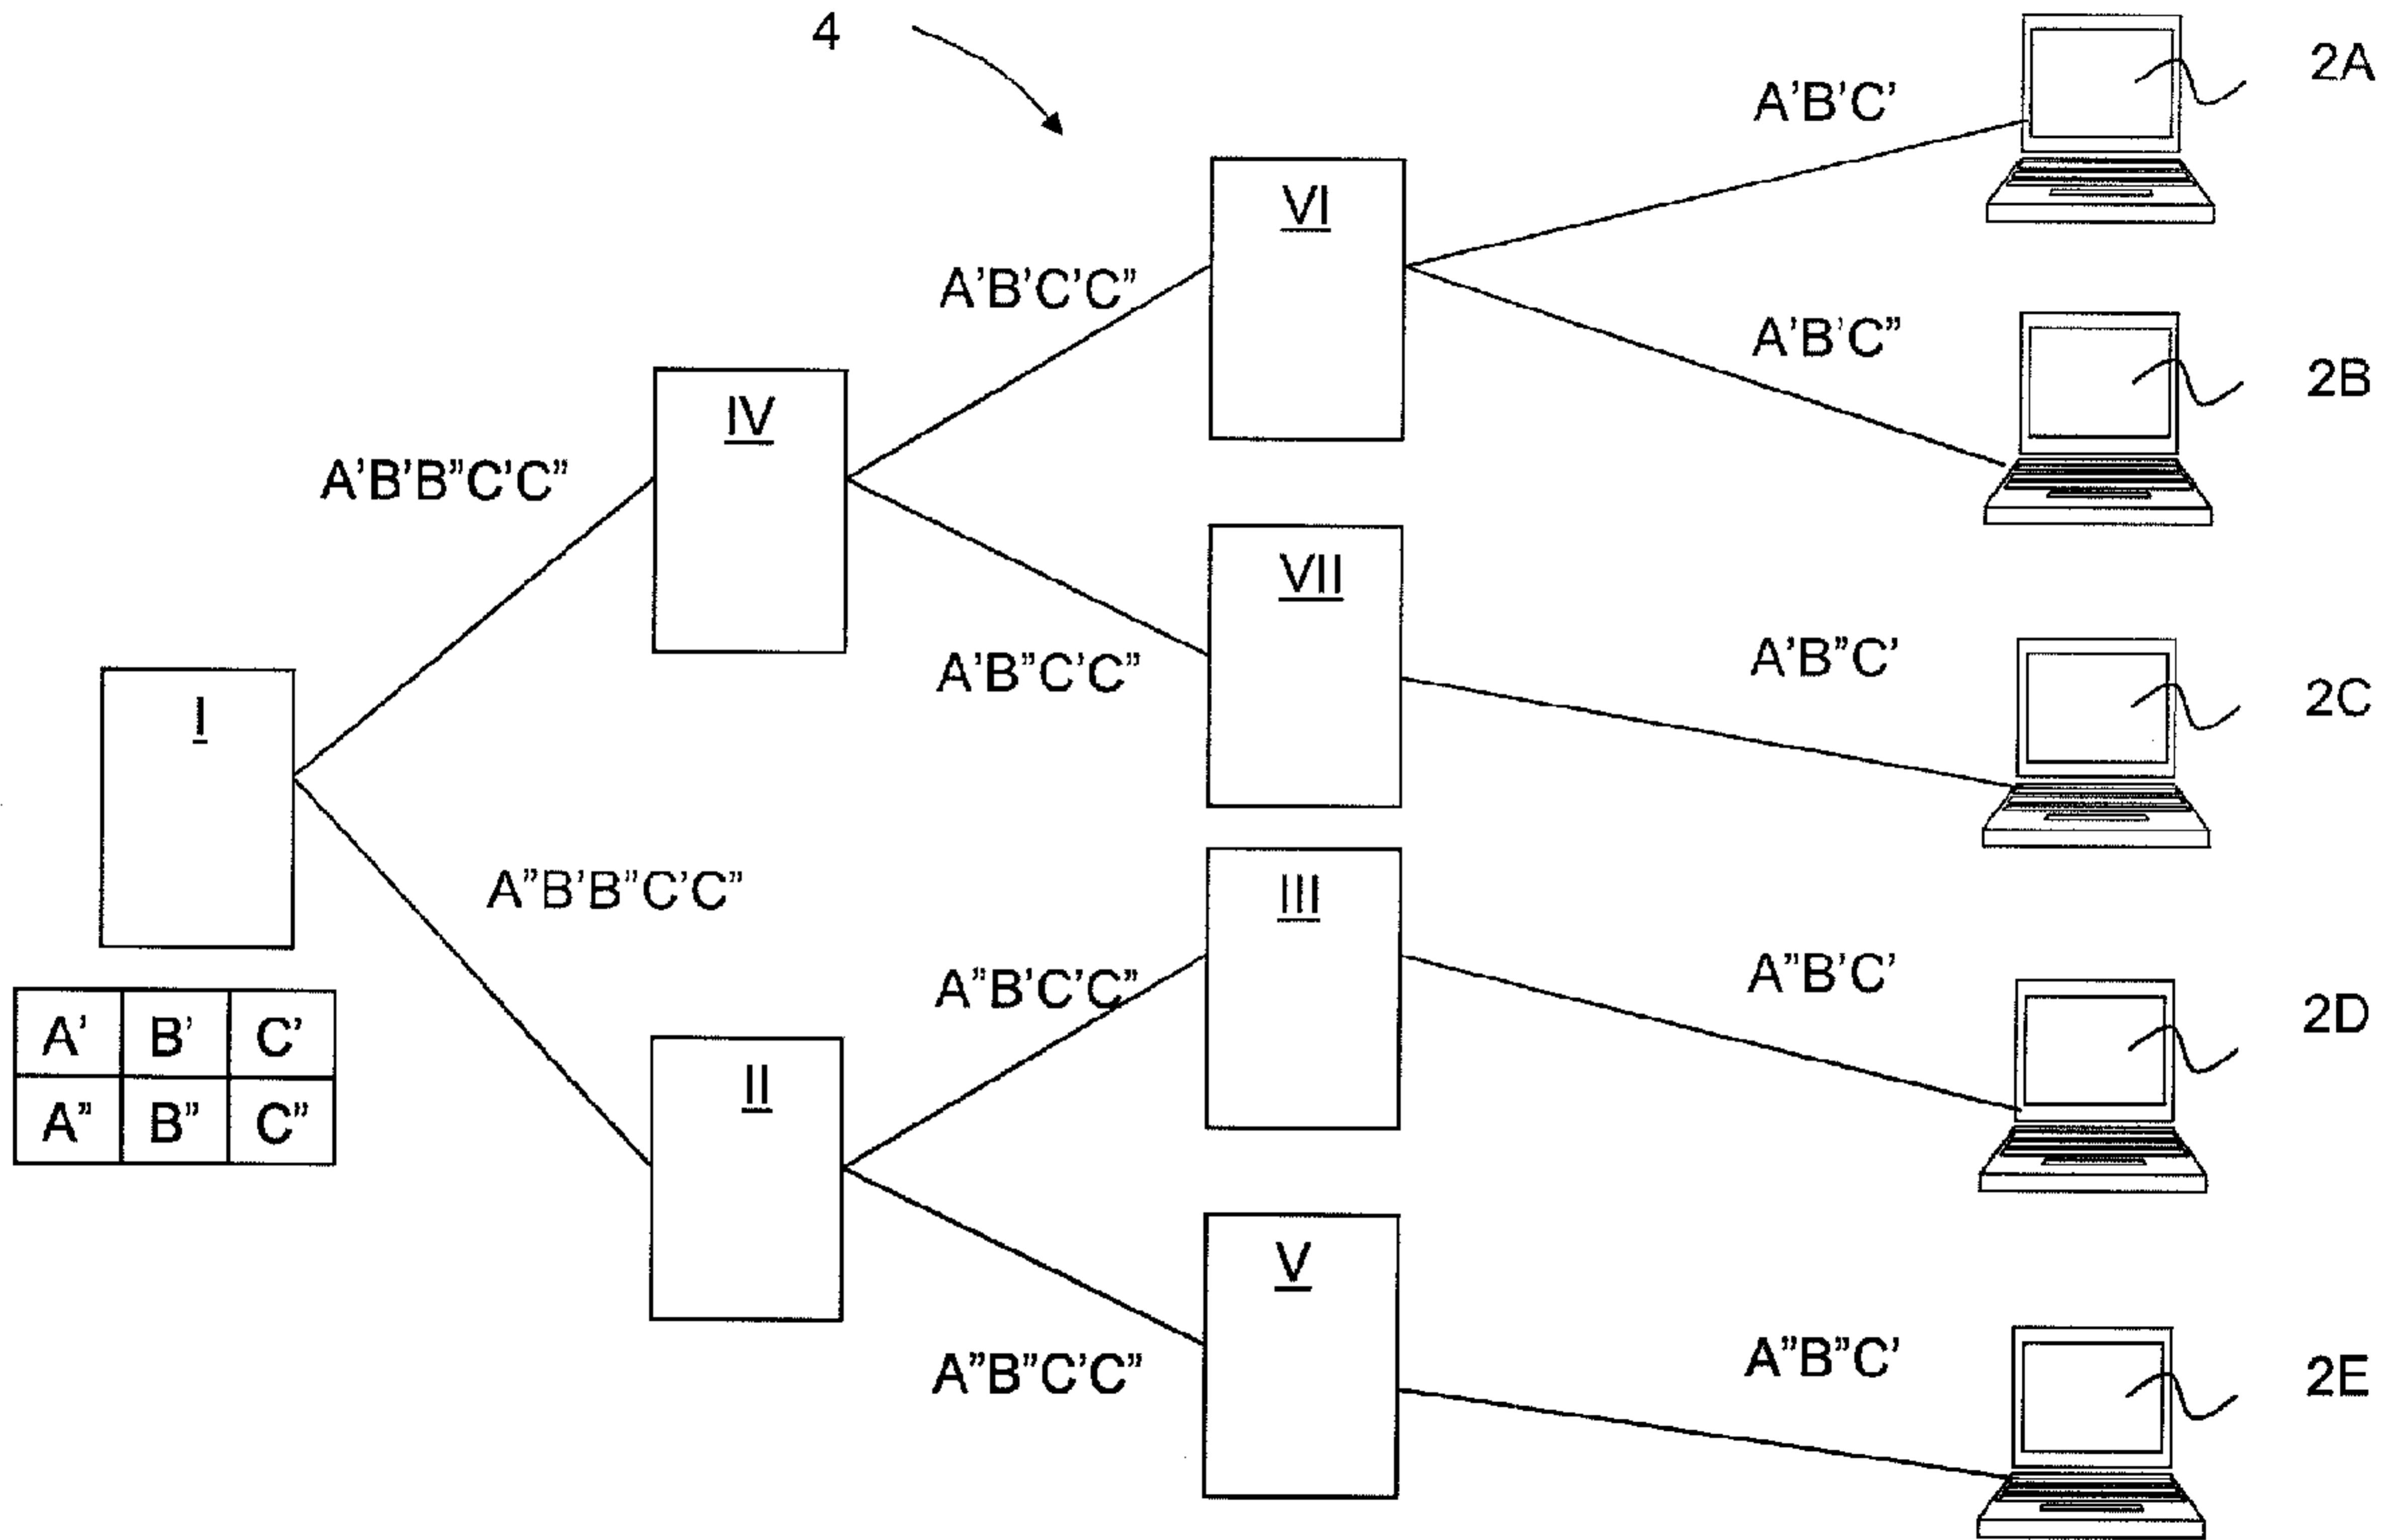 4
2A
A'B'C'
VI
A'B'C'C"
A'B'C"
2B
IV
A'B'B"C'C"
VII
A'B"C'C"
A'B"C'
2C
I
A"B'B"C'C"
III
A"B'C'C"
A"B'C'
2D
A' B' C'
A" B" C"
II
V
A"B"C'C"
A"B"C'
2E